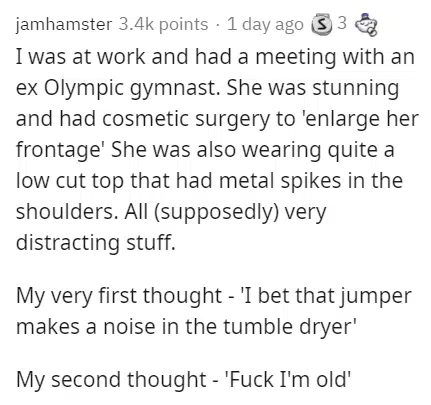 jamhamster 3.4k points · 1 day ago S 3
I was at work and had a meeting with an
ex Olympic gymnast. She was stunning
and had cosmetic surgery to 'enlarge her
frontage' She was also wearing quite a
low cut top that had metal spikes in the
shoulders. All (supposedly) very
distracting stuff.
My very first thought - 'I bet that jumper
makes a noise in the tumble dryer'
My second thought - 'Fuck I'm old'